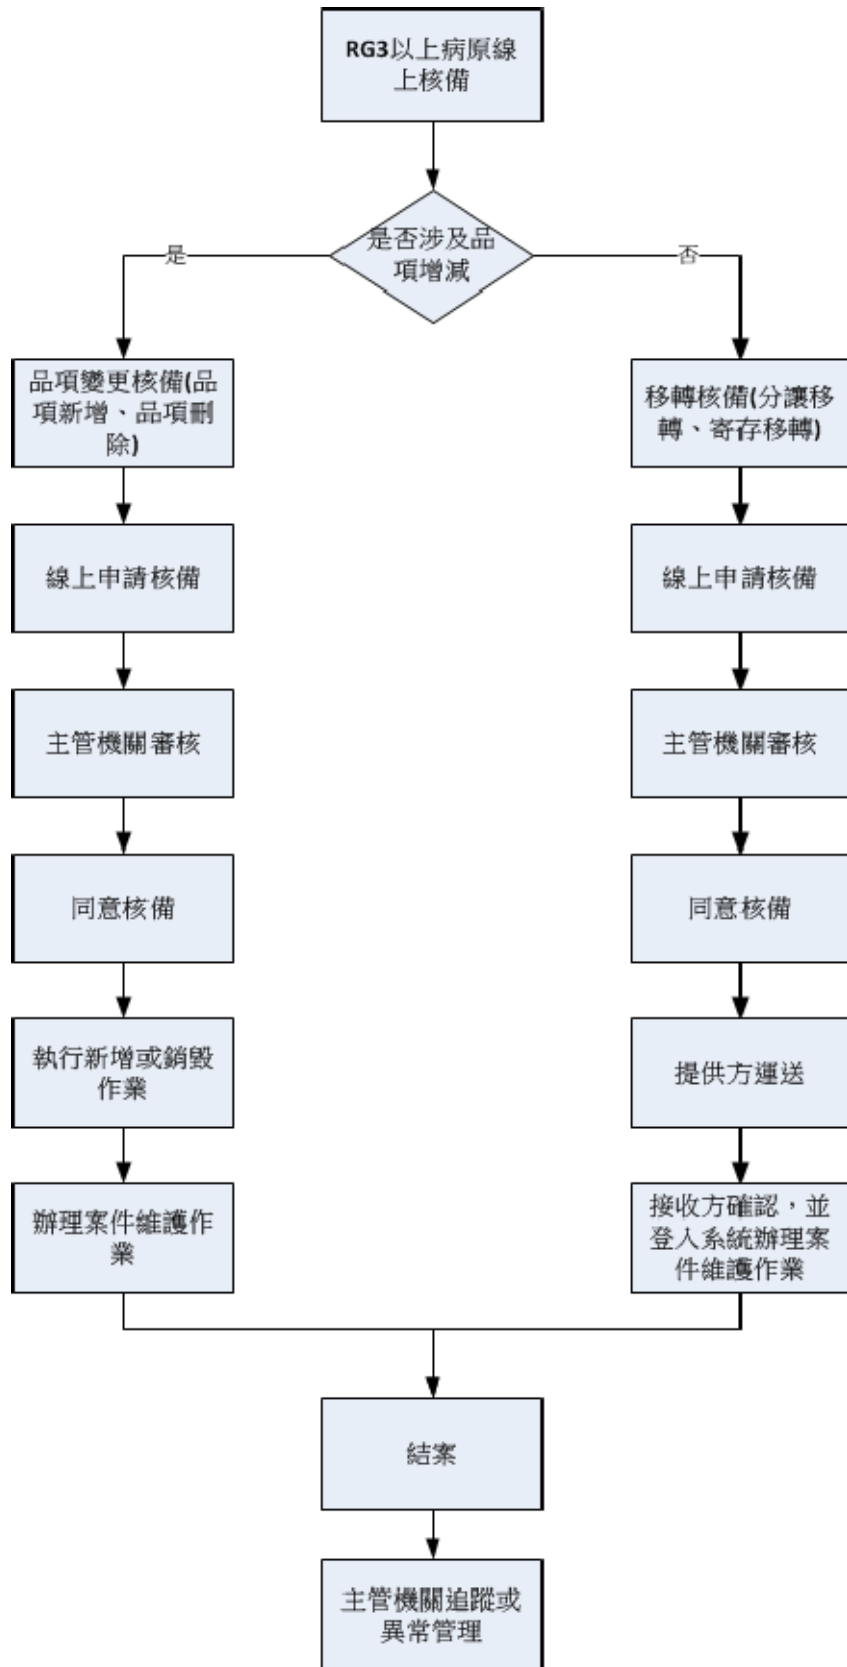 RG3以上病原線
上核備
是否涉及品
項增減
是
否
品項變更核備(品
項新增、品項刪
除)
線上申請核備
主管機關審核
同意核備
執行新增或銷毀
作業
辦理案件維護作
業
移轉核備(分讓移
轉、寄存移轉)
線上申請核備
主管機關審核
同意核備
提供方運送
接收方確認，並
登入系統辦理案
件維護作業
結案
主管機關追蹤或
異常管理